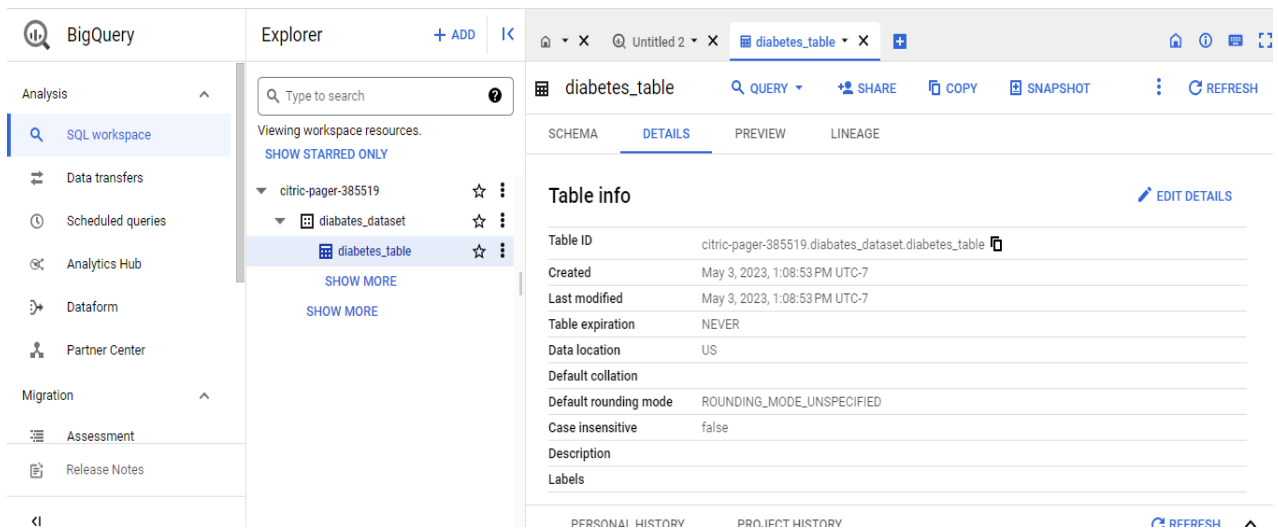 BigQuery
Analysis
SQL workspace
Data transfers
Scheduled queries
Analytics Hub
Dataform
Partner Center
Migration
Assessment
Release Notes
Explorer
+ ADD
Type to search
Viewing workspace resources.
SHOW STARRED ONLY
citric-pager-385519
diabates_dataset
diabetes_table
SHOW MORE
SHOW MORE
Untitled 2
diabetes_table
diabetes_table
QUERY
SHARE
COPY
SNAPSHOT
REFRESH
SCHEMA DETAILS PREVIEW LINEAGE
Table info
EDIT DETAILS
Table ID citric-pager-385519.diabates_dataset.diabetes_table
Created May 3, 2023, 1:08:53 PM UTC-7
Last modified May 3, 2023, 1:08:53 PM UTC-7
Table expiration NEVER
Data location US
Default collation
Default rounding mode ROUNDING_MODE_UNSPECIFIED
Case insensitive false
Description
Labels
PERSONAL HISTORY PROJECT HISTORY REFRESH